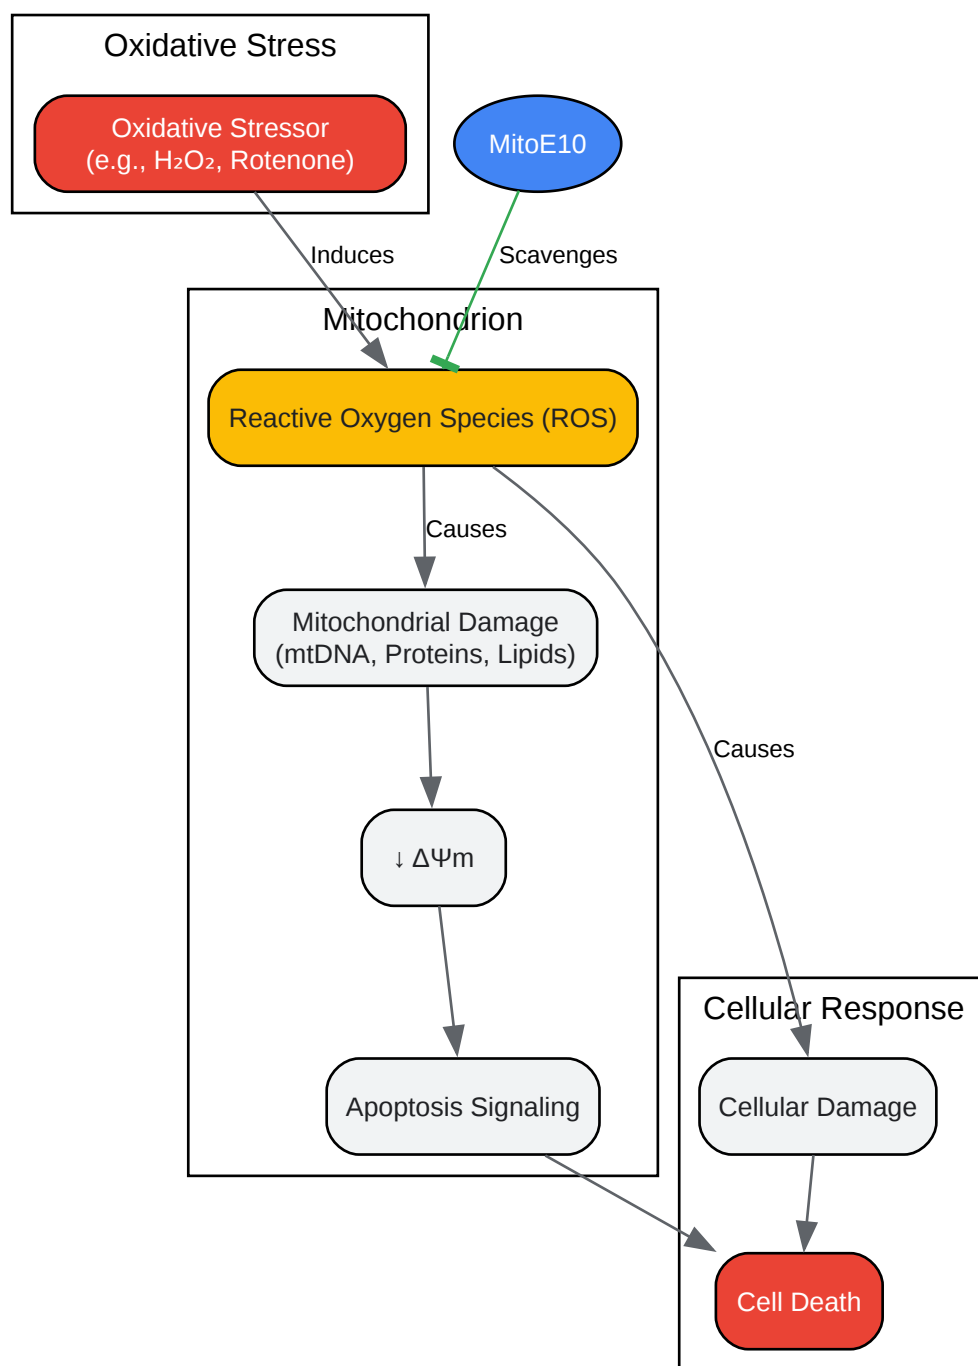 Oxidative Stress
Oxidative Stressor
(e.g., H₂O₂, Rotenone)
MitoE10
Induces
Scavenges
Mitochondrion
Reactive Oxygen Species (ROS)
Causes
Mitochondrial Damage
(mtDNA, Proteins, Lipids)
Causes
↓ ΔΨm
Cellular Response
Apoptosis Signaling
Cellular Damage
Cell Death